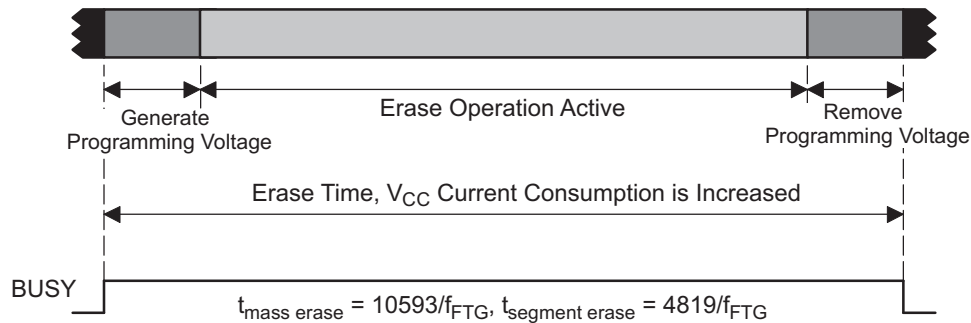 Generate
Programming Voltage
Erase Operation Active
Remove
Programming Voltage
Erase Time, VCC Current Consumption is Increased
BUSY
tmass erase = 10593/fFTG, tsegment erase = 4819/fFTG